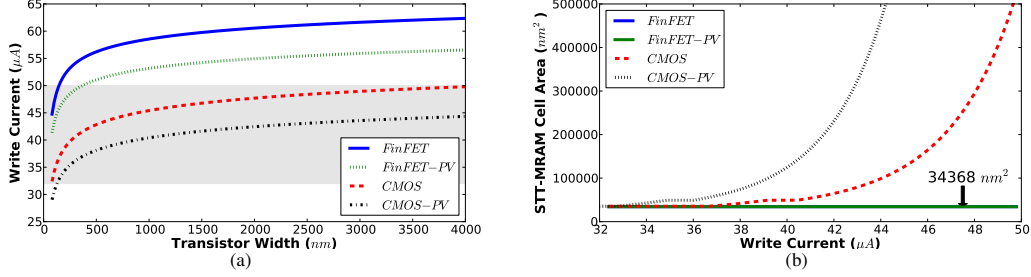 65
60
55
50
45
40
35
30
25
0
500
1000
1500
2000
2500
3000
3500
4000
Write Current (μA)
Transistor Width (nm)
FinFET
FinFET−PV
CMOS
CMOS−PV
(a)
500000
400000
300000
200000
100000
0
32
34
36
38
40
42
44
46
48
50
STT-MRAM Cell Area (nm²)
Write Current (μA)
FinFET
FinFET−PV
CMOS
CMOS−PV
34368 nm²
(b)